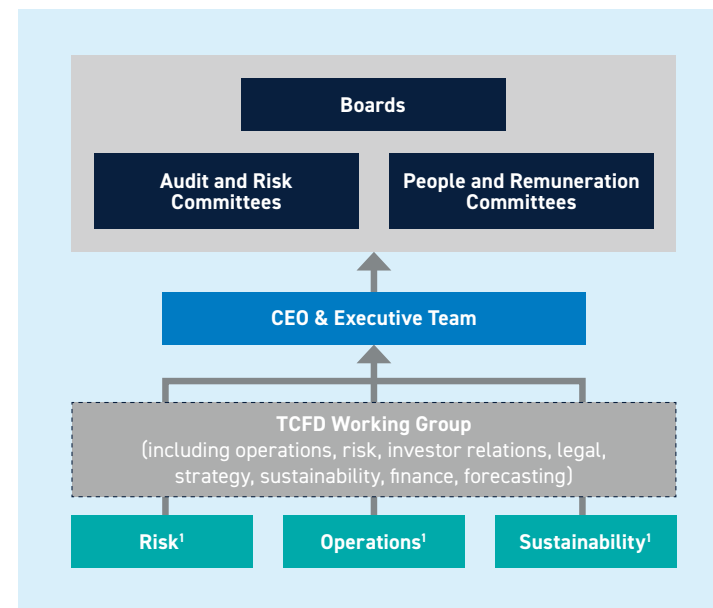 Boards
Audit and Risk
Committees
People and Remuneration
Committees
CEO & Executive Team
TCFD Working Group
(including operations, risk, investor relations, legal,
strategy, sustainability, finance, forecasting)
Risk¹
Operations¹
Sustainability¹